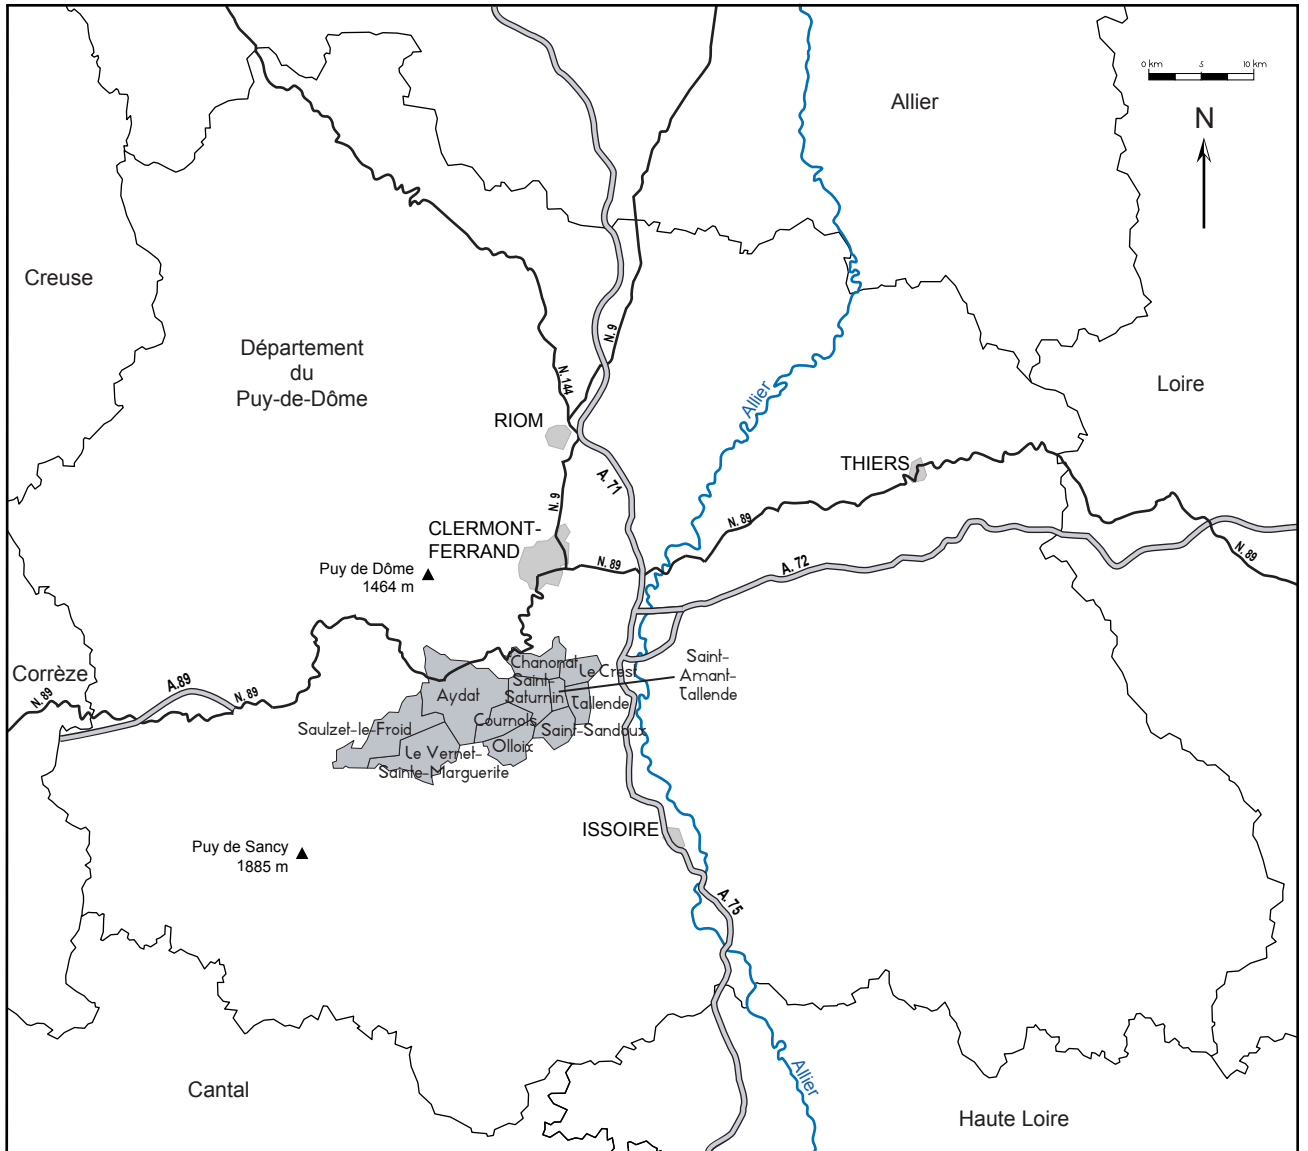 0 km 5 10 km
Allier
N
Creuse
Département
du
Puy-de-Dôme
N. 9
N. 144
Loire
Allier
RIOM
THIERS
A. 71
N. 9
N. 89
CLERMONT-
FERRAND
N. 89
A. 72
N. 89
Puy de Dôme
1464 m
Corrèze
N. 89
A.89
N. 89
Chanonat
Le Crest
Saint-
Amant-
Tallende
Saint-
Saturnin
Aydat
Tallende
Cournols
Saulzet-le-Froid
Saint-Sandoux
Olloix
Le Vernet-
Sainte-Marguerite
ISSOIRE
Puy de Sancy
1885 m
A. 75
Allier
Cantal
Haute Loire